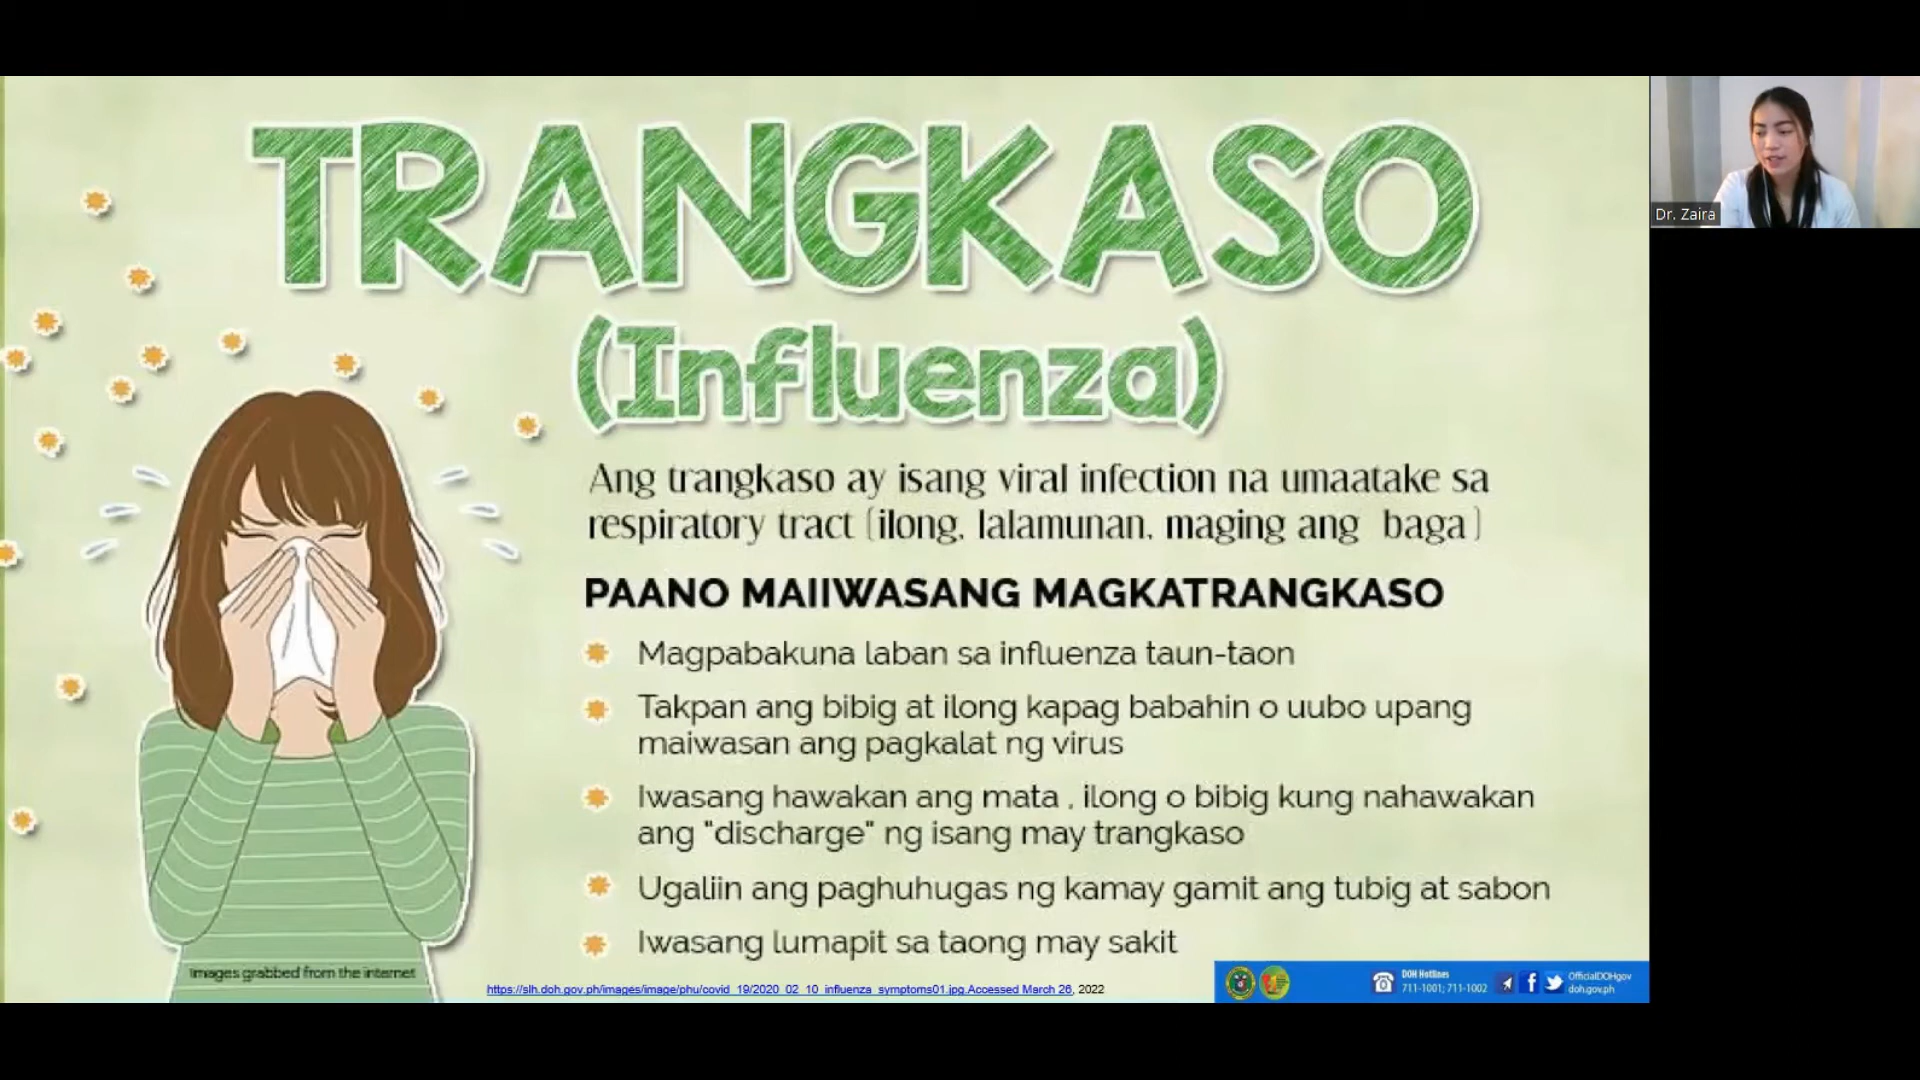 TRANGKASO
(Influenza)
Ang trangkaso ay isang viral infection na umaatake sa
respiratory tract (ilong, lalamunan, maging ang baga)
PAANO MAIIWASANG MAGKATRANGKASO
Magpabakuna laban sa influenza taun-taon
Takpan ang bibig at ilong kapag babahin o uubo upang
maiwasan ang pagkalat ng virus
Iwasang hawakan ang mata , ilong o bibig kung nahawakan
ang "discharge" ng isang may trangkaso
Ugaliin ang paghuhugas ng kamay gamit ang tubig at sabon
Iwasang lumapit sa taong may sakit
Images grabbed from the internet
https://slh.doh.gov.ph/images/image/phu/covid_19/2020_02_10_influenza_symptoms01.jpg.Accessed March 26, 2022
DOH Hotlines
711-1001; 711-1002
OfficialDOHgov
doh.gov.ph
Dr. Zaira